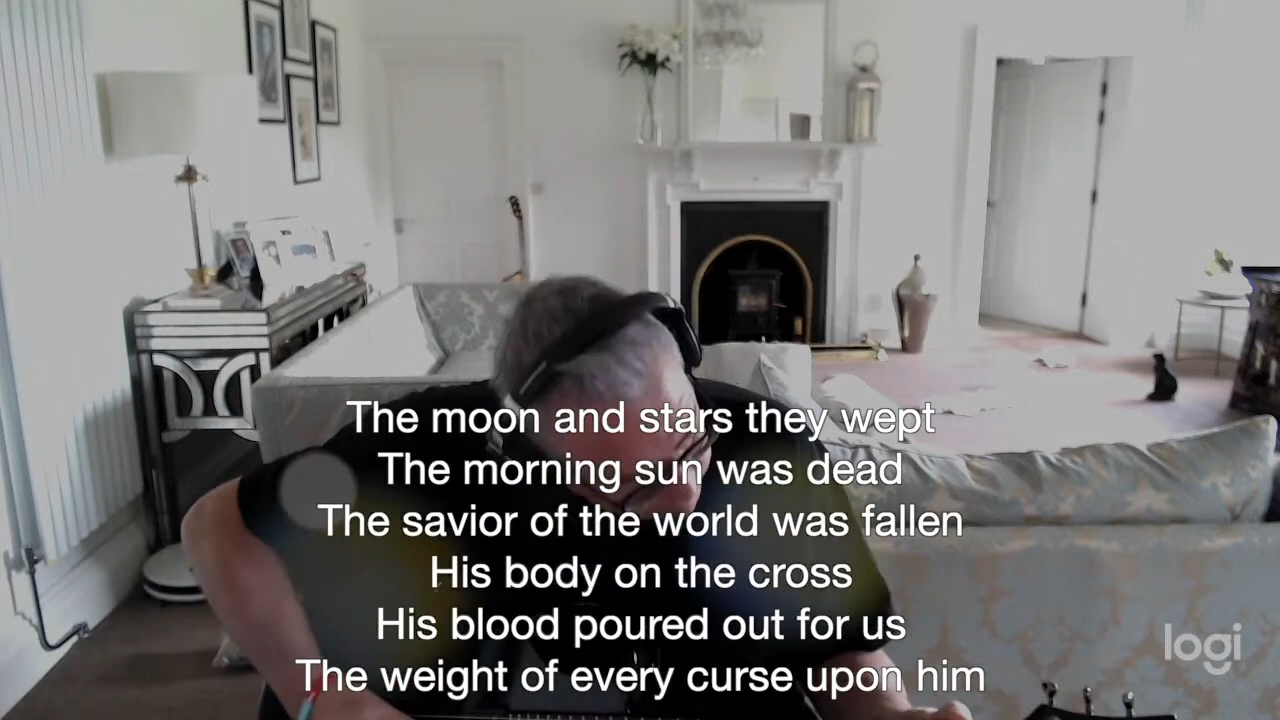 The moon and stars they wept
The morning sun was dead
The savior of the world was fallen
His body on the cross
His blood poured out for us
The weight of every curse upon him
logi